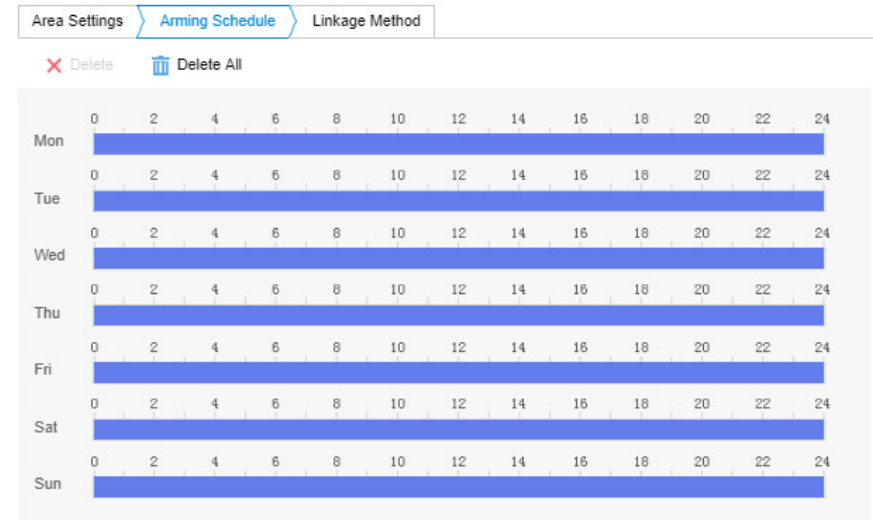 Area Settings Arming Schedule Linkage Method
Delete Delete All
0 2 4 6 8 10 12 14 16 18 20 22 24
Mon
0 2 4 6 8 10 12 14 16 18 20 22 24
Tue
0 2 4 6 8 10 12 14 16 18 20 22 24
Wed
0 2 4 6 8 10 12 14 16 18 20 22 24
Thu
0 2 4 6 8 10 12 14 16 18 20 22 24
Fri
0 2 4 6 8 10 12 14 16 18 20 22 24
Sat
0 2 4 6 8 10 12 14 16 18 20 22 24
Sun